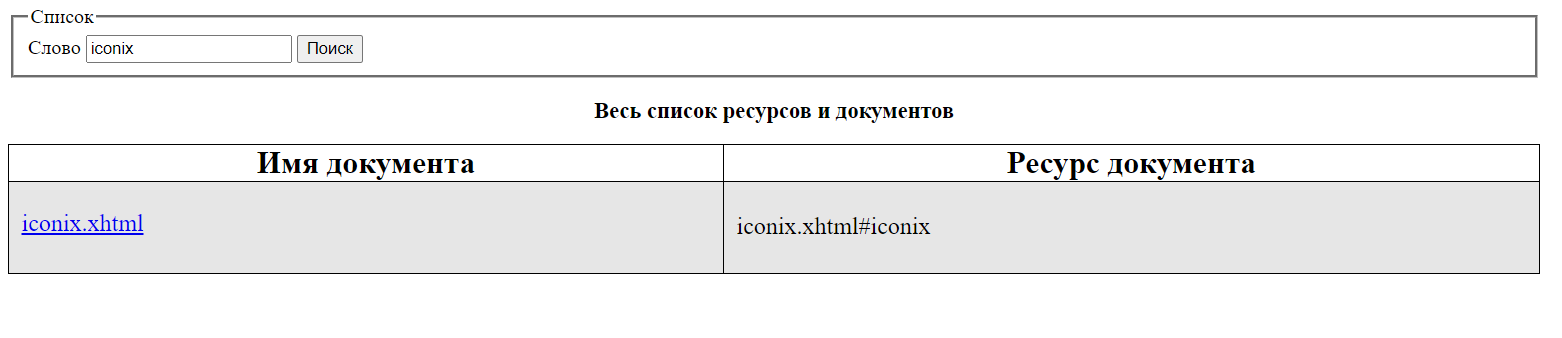 Список
Слово iconix Поиск
Весь список ресурсов и документов
Имя документа Ресурс документа
iconix.xhtml iconix.xhtml#iconix